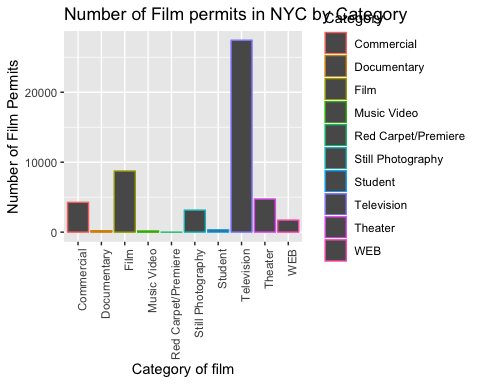 Number of Film permits in NYC by Category
Category
Commercial
Documentary
Film
Music Video
Red Carpet/Premiere
Still Photography
Student
Television
Theater
WEB
Number of Film Permits
20000
10000
0
Commercial
Documentary
Film
Music Video
Red Carpet/Premiere
Still Photography
Student
Television
Theater
WEB
Category of film